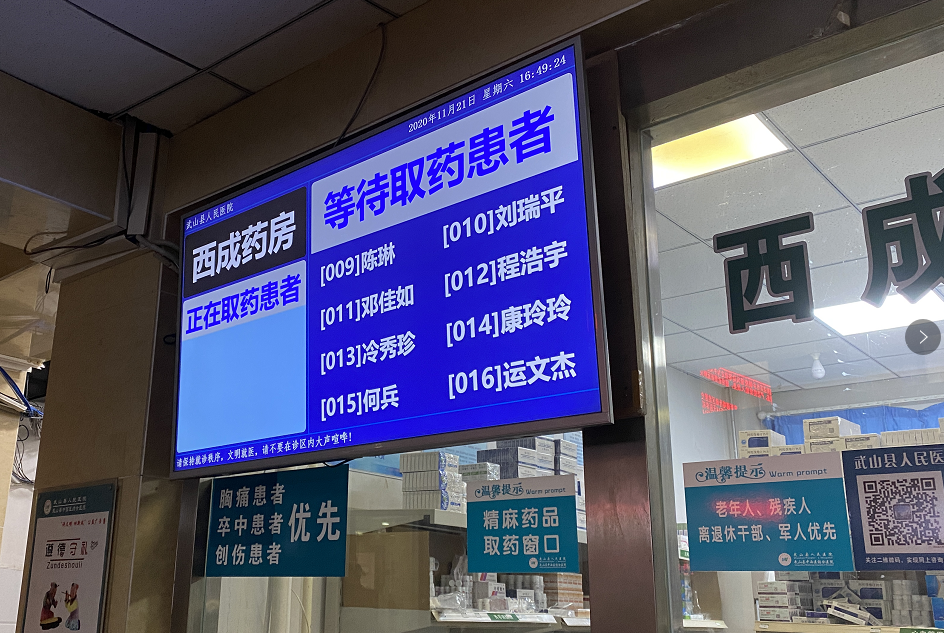 2020年11月21日 星期六 16:49:24
武山县人民医院
西成药房
等待取药患者
正在取药患者
[009]陈琳
[010]刘瑞平
[011]邓佳如
[012]程浩宇
[013]冷秀珍
[014]康玲玲
[015]何兵
[016]运文杰
请保持就诊秩序，文明就医，请不要在诊区内大声喧哗！
西成
胸痛患者
卒中患者
创伤患者
优先
温馨提示 Warm prompt
精麻药品
取药窗口
温馨提示 Warm prompt
老年人、残疾人
离退休干部、军人优先
武山县人民医
道德守礼
Zundeshouli